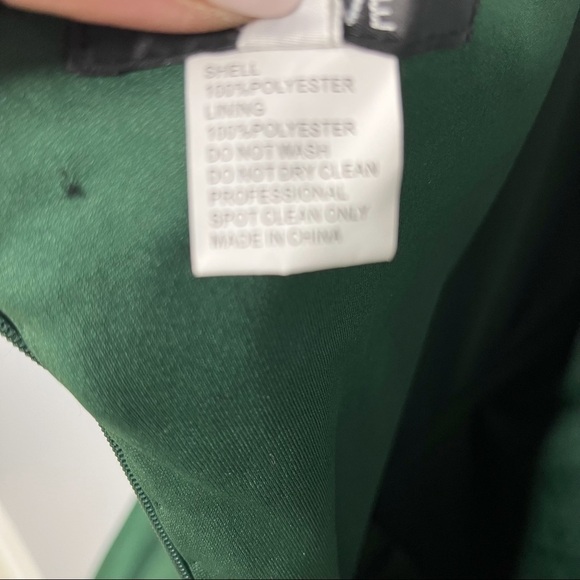 VE
SHELL
100%POLYESTER
LINING
100%POLYESTER
DO NOT WASH
DO NOT DRY CLEAN
PROFESSIONAL
SPOT CLEAN ONLY
MADE IN CHINA